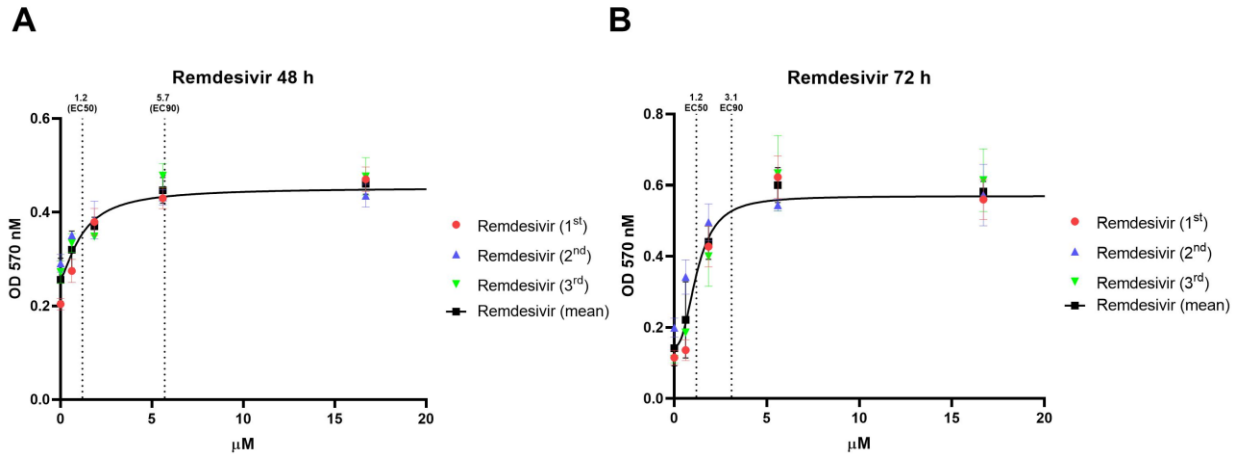 A
Remdesivir 48 h
1.2
(EC50)
5.7
(EC90)
0.6
0.4
0.2
0.0
OD 570 nM
0
5
10
15
20
μM
Remdesivir (1st)
Remdesivir (2nd)
Remdesivir (3rd)
Remdesivir (mean)
B
Remdesivir 72 h
1.2
EC50
3.1
EC90
0.8
0.6
0.4
0.2
0.0
OD 570 nM
0
5
10
15
20
μM
Remdesivir (1st)
Remdesivir (2nd)
Remdesivir (3rd)
Remdesivir (mean)